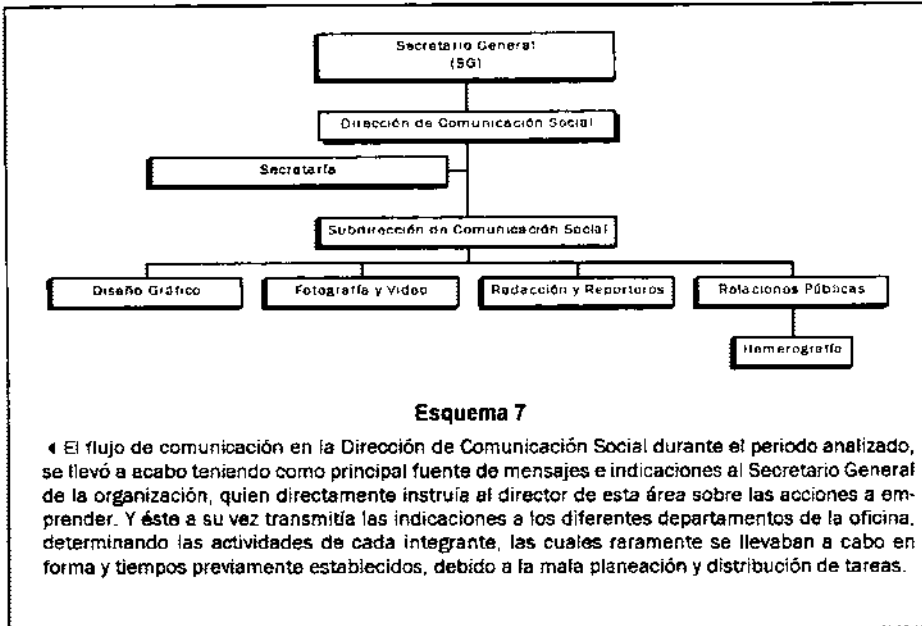 Secretario General
(SG)
Dirección de Comunicación Social
Secretaría
Subdirección de Comunicación Social
Diseño Gráfico
Fotografía y Video
Redacción y Reporteros
Relaciones Públicas
Hemerografía
Esquema 7
◂ El flujo de comunicación en la Dirección de Comunicación Social durante el periodo analizado,
se llevó a acabo teniendo como principal fuente de mensajes e indicaciones al Secretario General
de la organización, quien directamente instruía al director de esta área sobre las acciones a em-
prender. Y éste a su vez transmitía las indicaciones a los diferentes departamentos de la oficina,
determinando las actividades de cada integrante, las cuales raramente se llevaban a cabo en
forma y tiempos previamente establecidos, debido a la mala planeación y distribución de tareas.